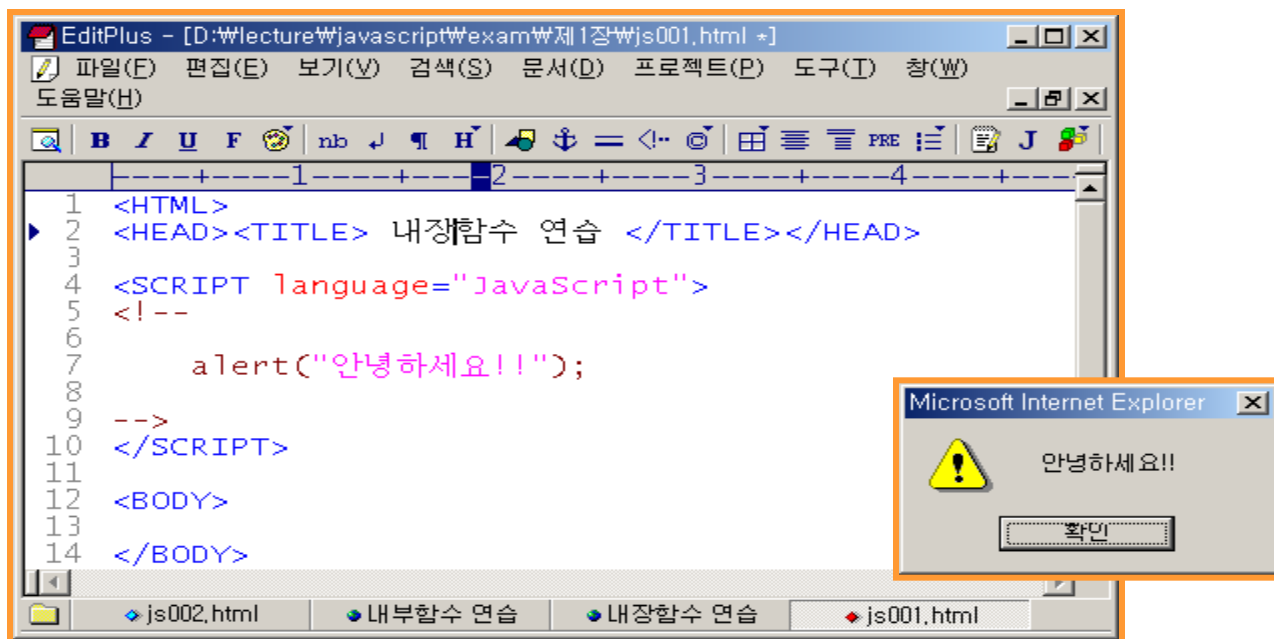 EditPlus - [D:₩lecture₩javascript₩exam₩제1장₩js001.html *]
파일(F) 편집(E) 보기(V) 검색(S) 문서(D) 프로젝트(P) 도구(T) 창(W)
도움말(H)
B I U F nb ¶ H = <!-- © PRE J
----+----1----+----2----+----3----+----4----+---
1 <HTML>
2 <HEAD><TITLE> 내장함수 연습 </TITLE></HEAD>
3
4 <SCRIPT language="JavaScript">
5 <!--
6
7 alert("안녕하세요!!");
8
9 -->
10 </SCRIPT>
11
12 <BODY>
13
14 </BODY>
js002.html 내부함수 연습 내장함수 연습 js001.html
Microsoft Internet Explorer
안녕하세요!!
확인